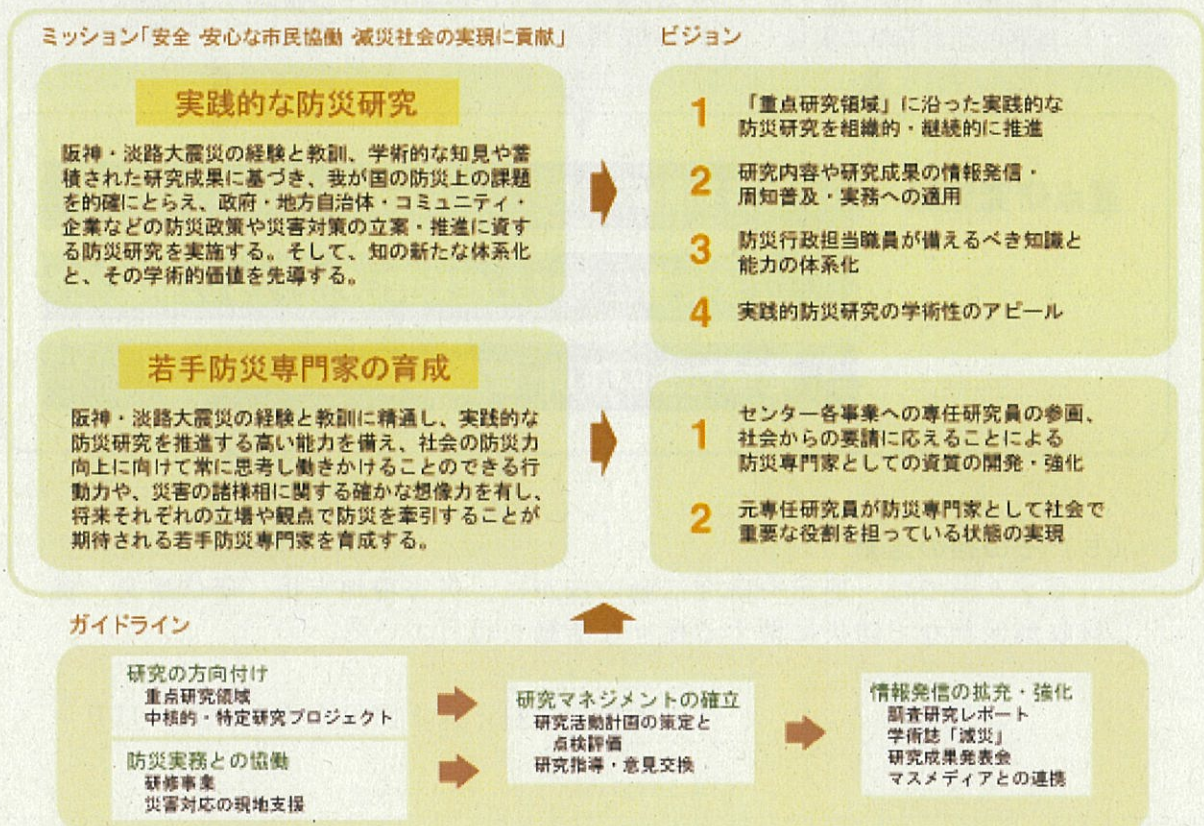 ミッション「安全・安心な市民協働・減災社会の実現に貢献」
実践的な防災研究
阪神・淡路大震災の経験と教訓、学術的な知見や蓄
積された研究成果に基づき、我が国の防災上の課題
を的確にとらえ、政府・地方自治体・コミュニティ・
企業などの防災政策や災害対策の立案・推進に資す
る防災研究を実施する。そして、知の新たな体系化
と、その学術的価値を先導する。
若手防災専門家の育成
阪神・淡路大震災の経験と教訓に精通し、実践的な
防災研究を推進する高い能力を備え、社会の防災力
向上に向けて常に思考し働きかけることのできる行
動力や、災害の諸様相に関する確かな想像力を有し、
将来それぞれの立場や観点で防災を牽引することが
期待される若手防災専門家を育成する。
ビジョン
1 「重点研究領域」に沿った実践的な
防災研究を組織的・継続的に推進
2 研究内容や研究成果の情報発信・
周知普及・実務への適用
3 防災行政担当職員が備えるべき知識と
能力の体系化
4 実践的防災研究の学術性のアピール
1 センター各事業への専任研究員の参画、
社会からの要請に応えることによる
防災専門家としての資質の開発・強化
2 元専任研究員が防災専門家として社会で
重要な役割を担っている状態の実現
ガイドライン
研究の方向付け
重点研究領域
中核的・特定研究プロジェクト
防災実務との協働
研修事業
災害対応の現地支援
研究マネジメントの確立
研究活動計画の策定と
点検評価
研究指導・意見交換
情報発信の拡充・強化
調査研究レポート
学術誌「減災」
研究成果発表会
マスメディアとの連携